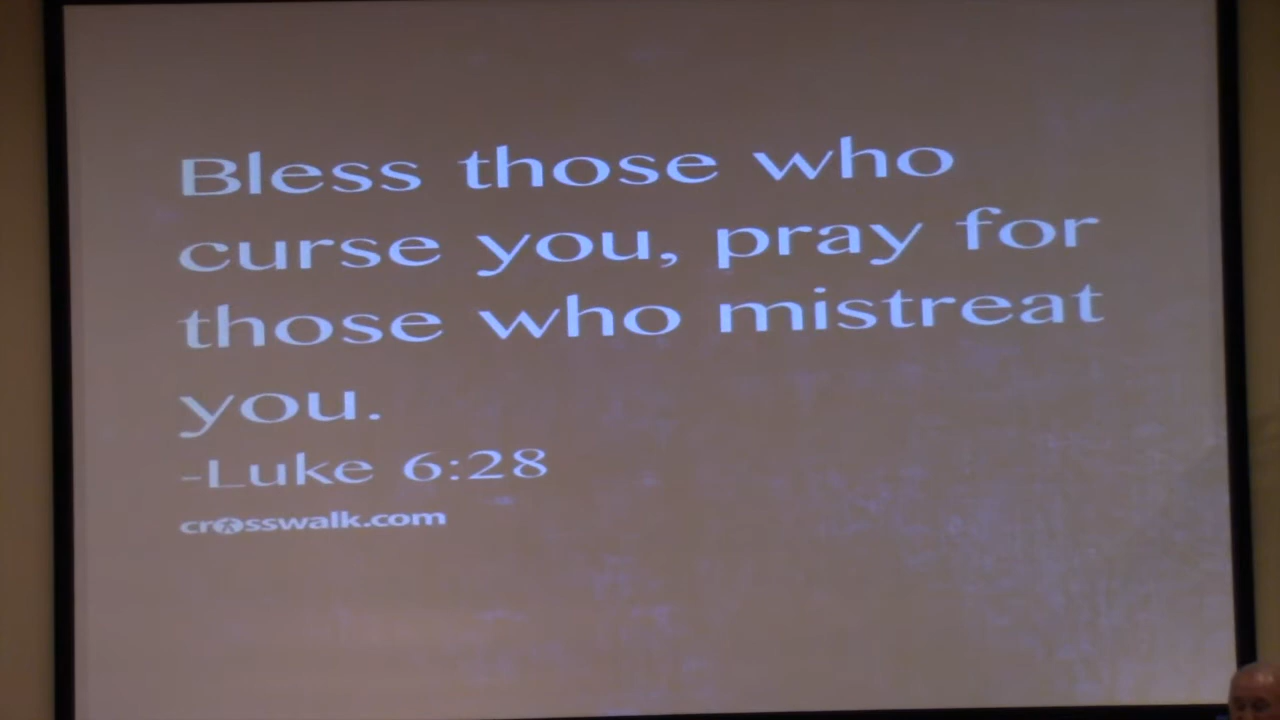 Bless those who
curse you, pray for
those who mistreat
you.
-Luke 6:28
crosswalk.com